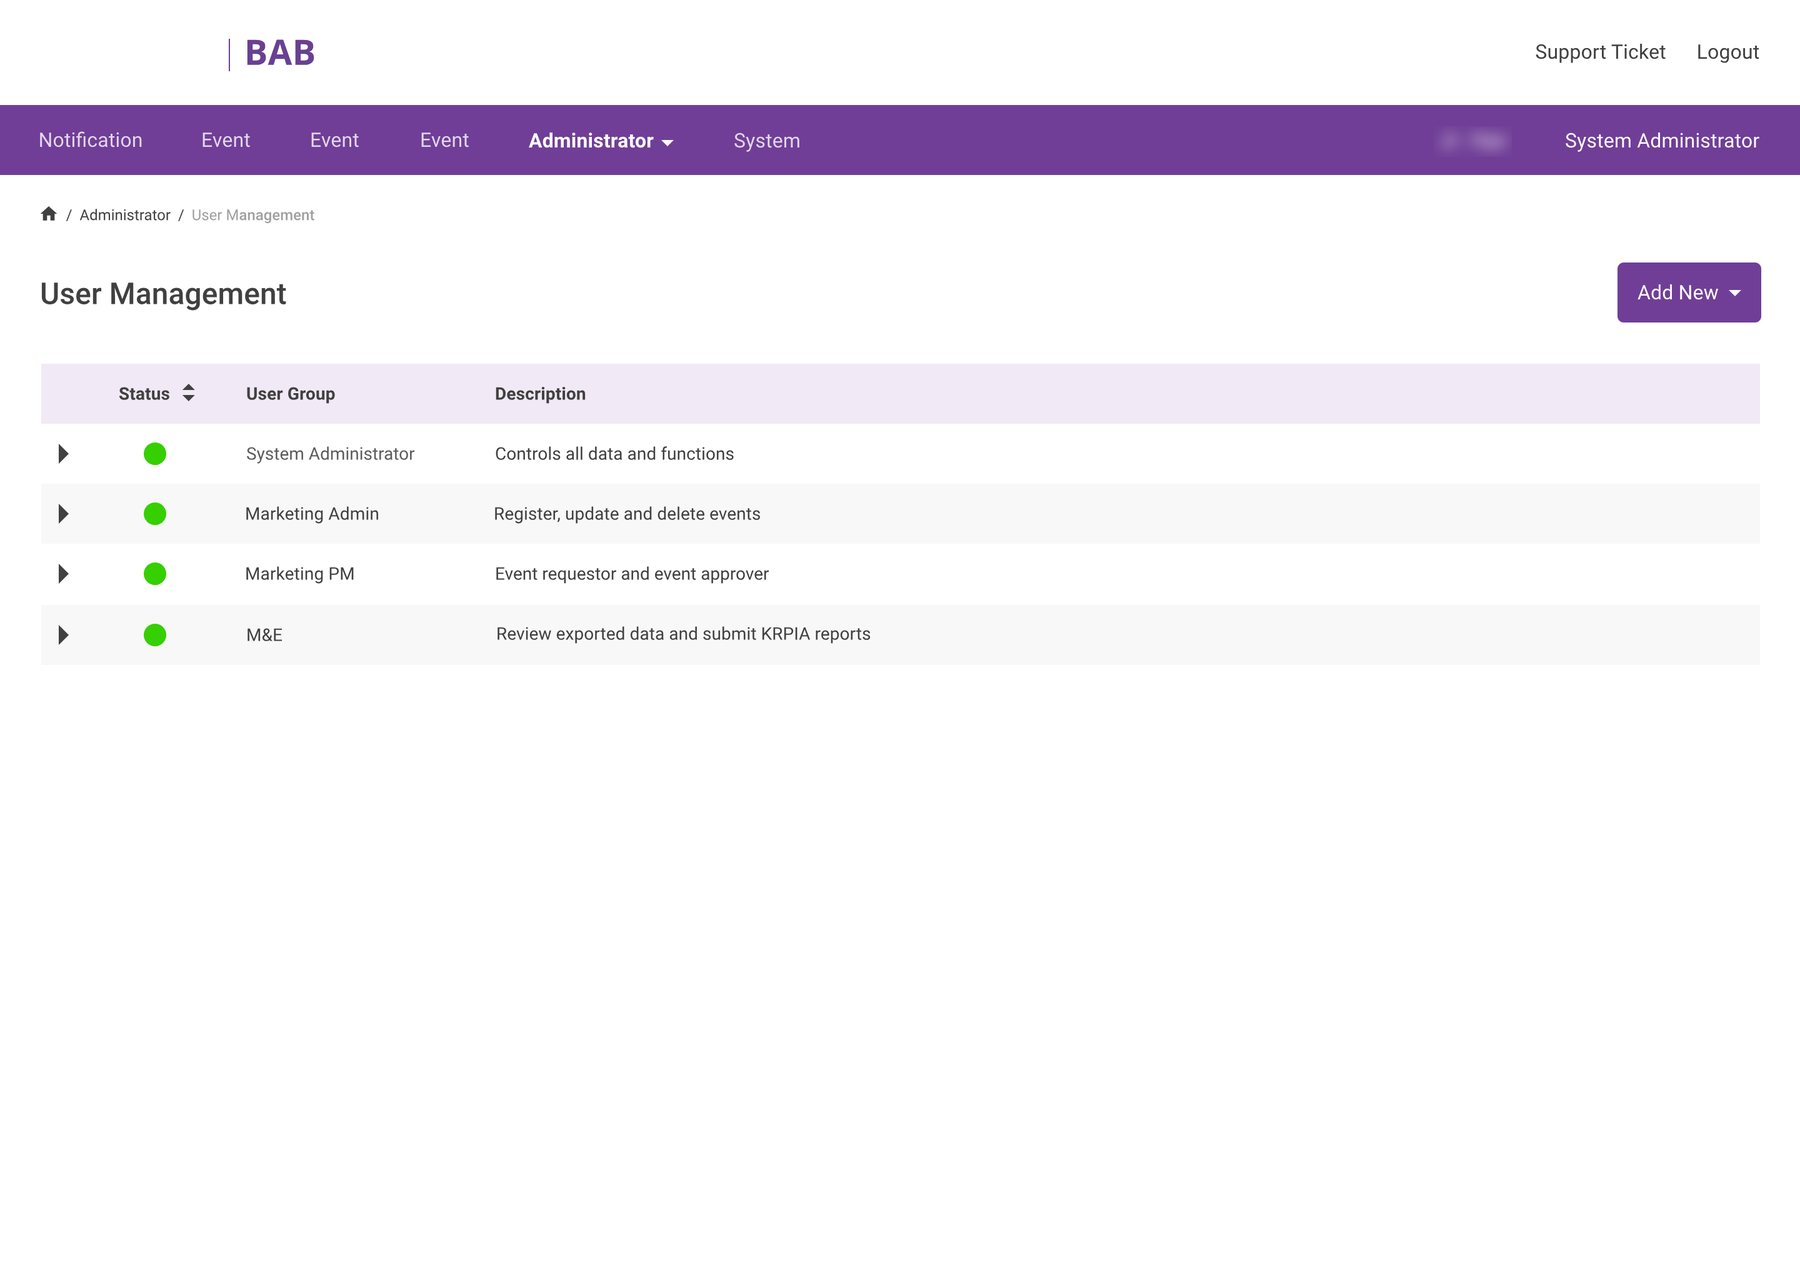 BAB
Support Ticket Logout
Notification Event Event Event Administrator System System Administrator
/ Administrator / User Management
User Management
Add New
Status User Group Description
System Administrator Controls all data and functions
Marketing Admin Register, update and delete events
Marketing PM Event requestor and event approver
M&E Review exported data and submit KRPIA reports